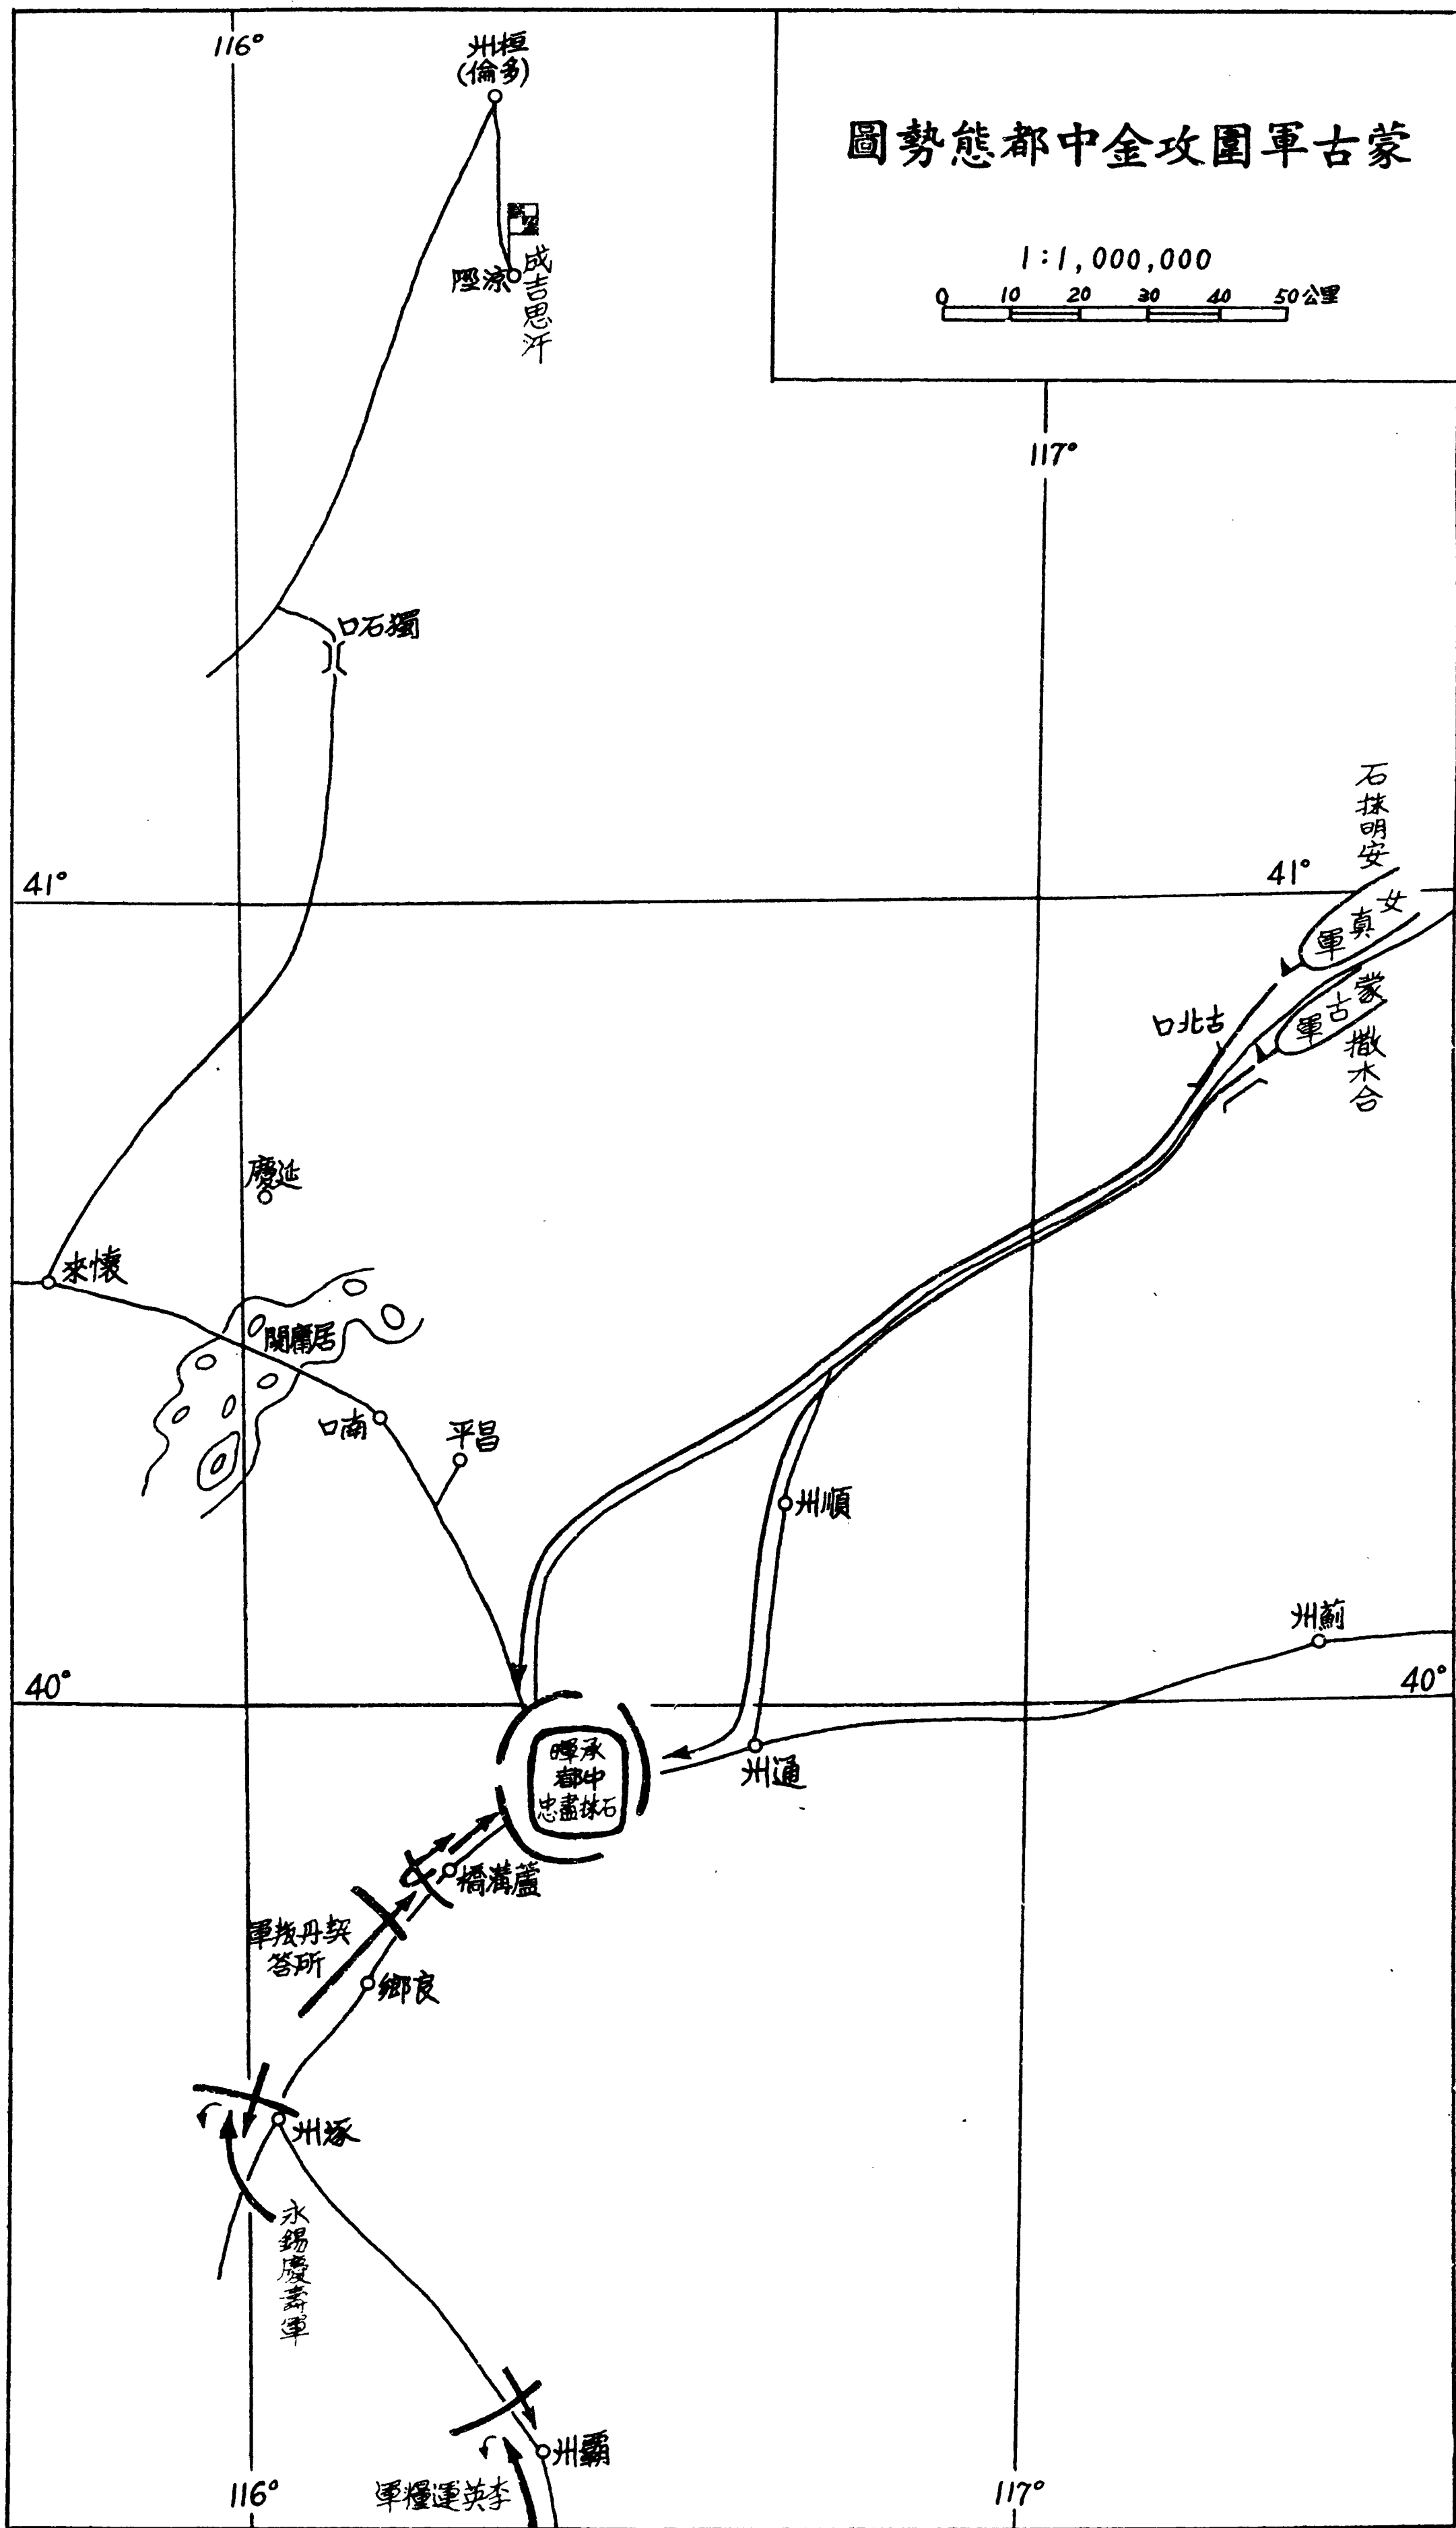 蒙古軍圍攻金中都態勢圖
1:1,000,000
0 10 20 30 40 50公里
116°
桓州
(多倫)
涼陘
成吉思汗
117°
獨石口
石抹明安
41°
41°
女真軍
蒙古軍
撒木合
古北口
延慶
懷來
居庸關
南口
昌平
順州
薊州
40°
40°
承暉
中都
石抹盡忠
通州
蘆溝橋
契丹叛軍
所答
良鄉
涿州
永錫慶壽軍
霸州
李英運糧軍
116°
117°